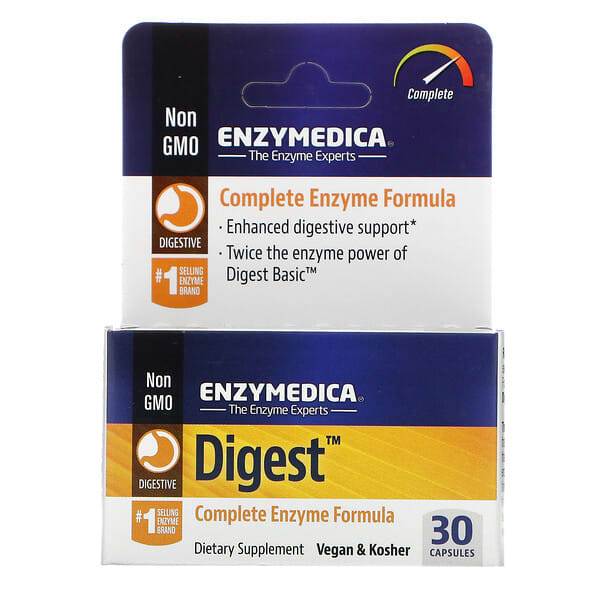 Complete
Non
GMO
ENZYMEDICA®
The Enzyme Experts
DIGESTIVE
#1 SELLING
ENZYME
BRAND
Complete Enzyme Formula
· Enhanced digestive support*
· Twice the enzyme power of
Digest Basic™
Non
GMO
ENZYMEDICA®
The Enzyme Experts
DIGESTIVE
#1 SELLING
ENZYME
BRAND
Digest™
Complete Enzyme Formula
Dietary Supplement Vegan & Kosher
30
CAPSULES